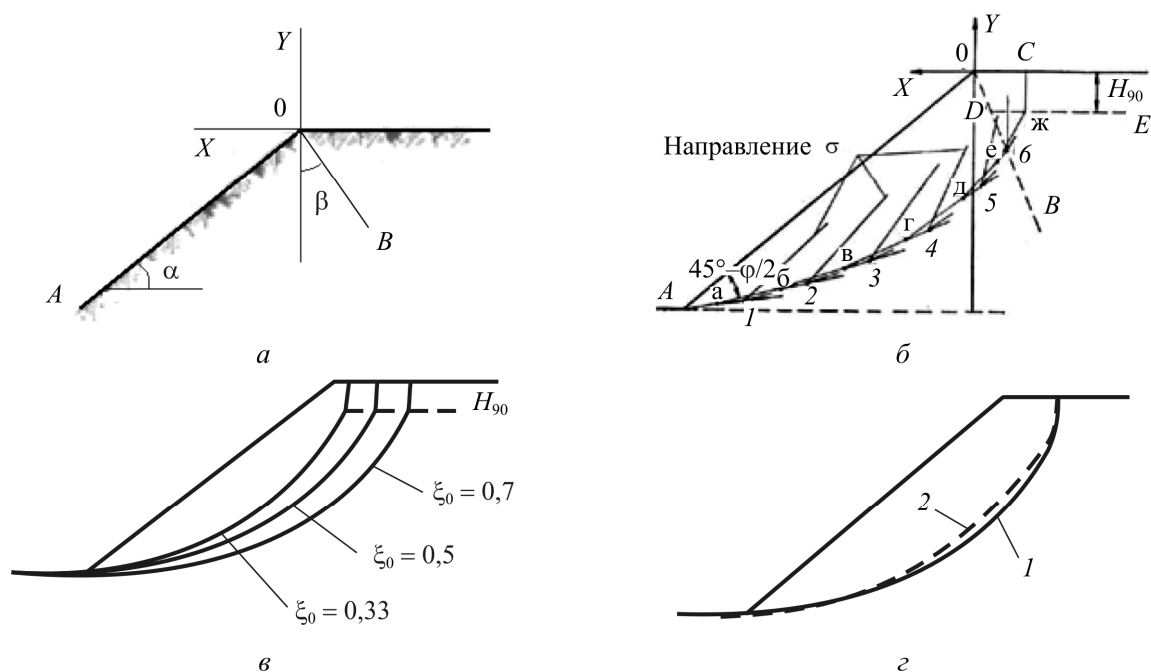 Y
0
X
β
B
α
A
а
Y
0
C
X
H₉₀
D
ж
E
Направление σ
е
6
д
5
B
г
4
45°–φ/2
в
3
A
а
б
2
1
б
H₉₀
ξ₀ = 0,7
ξ₀ = 0,5
ξ₀ = 0,33
в
2
1
г